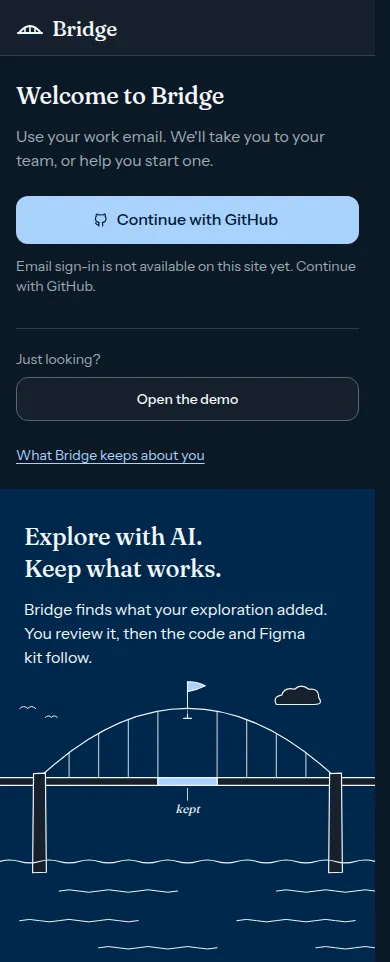 Bridge
Welcome to Bridge
Use your work email. We'll take you to your
team, or help you start one.
Continue with GitHub
Email sign-in is not available on this site yet. Continue
with GitHub.
Just looking?
Open the demo
What Bridge keeps about you
Explore with AI.
Keep what works.
Bridge finds what your exploration added.
You review it, then the code and Figma
kit follow.
kept